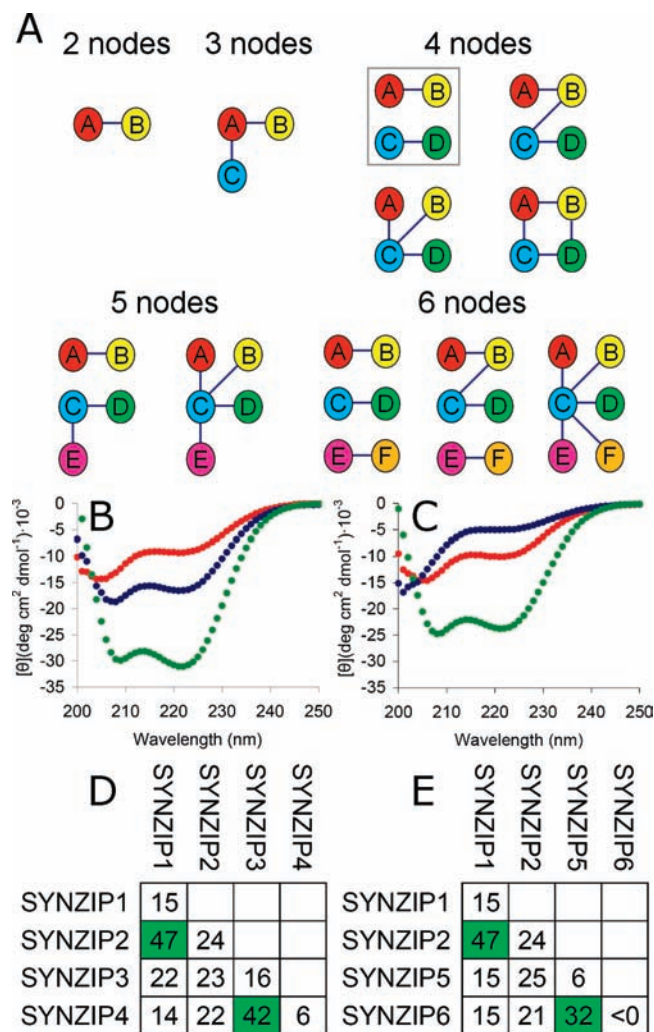 A
2 nodes 3 nodes 4 nodes
A B
A B
C
A B
C D
A B
C D
A B
C D
A B
C D
5 nodes 6 nodes
A B
C D
E
A B
C D
E
A B
C D
E F
A B
C D
E F
A B
C D
E F
B
[θ](deg cm² dmol⁻¹)·10⁻³
0
-5
-10
-15
-20
-25
-30
-35
200 210 220 230 240 250
Wavelength (nm)
C
[θ](deg cm² dmol⁻¹)·10⁻³
0
-5
-10
-15
-20
-25
-30
-35
200 210 220 230 240 250
Wavelength (nm)
D
SYNZIP1 SYNZIP2 SYNZIP3 SYNZIP4
SYNZIP1 15
SYNZIP2 47 24
SYNZIP3 22 23 16
SYNZIP4 14 22 42 6
E
SYNZIP1 SYNZIP2 SYNZIP5 SYNZIP6
SYNZIP1 15
SYNZIP2 47 24
SYNZIP5 15 25 6
SYNZIP6 15 21 32 <0